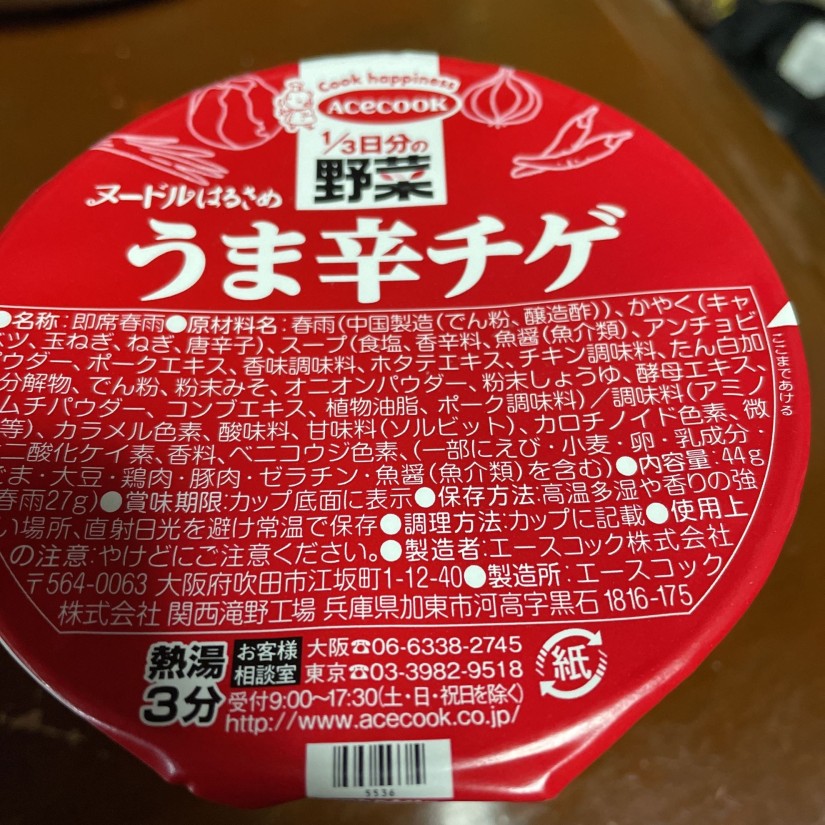 Cook happiness
ACECOOK
1/3日分の
野菜
ヌードルはるさめ
うま辛チゲ
●名称:即席春雨●原材料名:春雨(中国製造(でん粉、醸造酢))、かやく(キャ
ベツ、玉ねぎ、ねぎ、唐辛子)、スープ(食塩、香辛料、魚醤(魚介類)、アンチョビ
パウダー、ポークエキス、香味調味料、ホタテエキス、チキン調味料、たん白加
分解物、でん粉、粉末みそ、オニオンパウダー、粉末しょうゆ、酵母エキス、
ムチパウダー、コンブエキス、植物油脂、ポーク調味料)/調味料(アミノ
等)、カラメル色素、酸味料、甘味料(ソルビット)、カロチノイド色素、微
二酸化ケイ素、香料、ベニコウジ色素、(一部にえび・小麦・卵・乳成分・
ごま・大豆・鶏肉・豚肉・ゼラチン・魚醤(魚介類)を含む)●内容量:44g
春雨27g)●賞味期限:カップ底面に表示●保存方法:高温多湿や香りの強
い場所、直射日光を避け常温で保存●調理方法:カップに記載●使用上
の注意:やけどにご注意ください。●製造者:エースコック株式会社
〒564-0063 大阪府吹田市江坂町1-12-40●製造所:エースコック
株式会社 関西滝野工場 兵庫県加東市河高字黒石1816-175
ここまであける
熱湯
3分
お客様
相談室
大阪☎06-6338-2745
東京☎03-3982-9518
受付9:00〜17:30(土・日・祝日を除く)
http://www.acecook.co.jp/
紙
5536